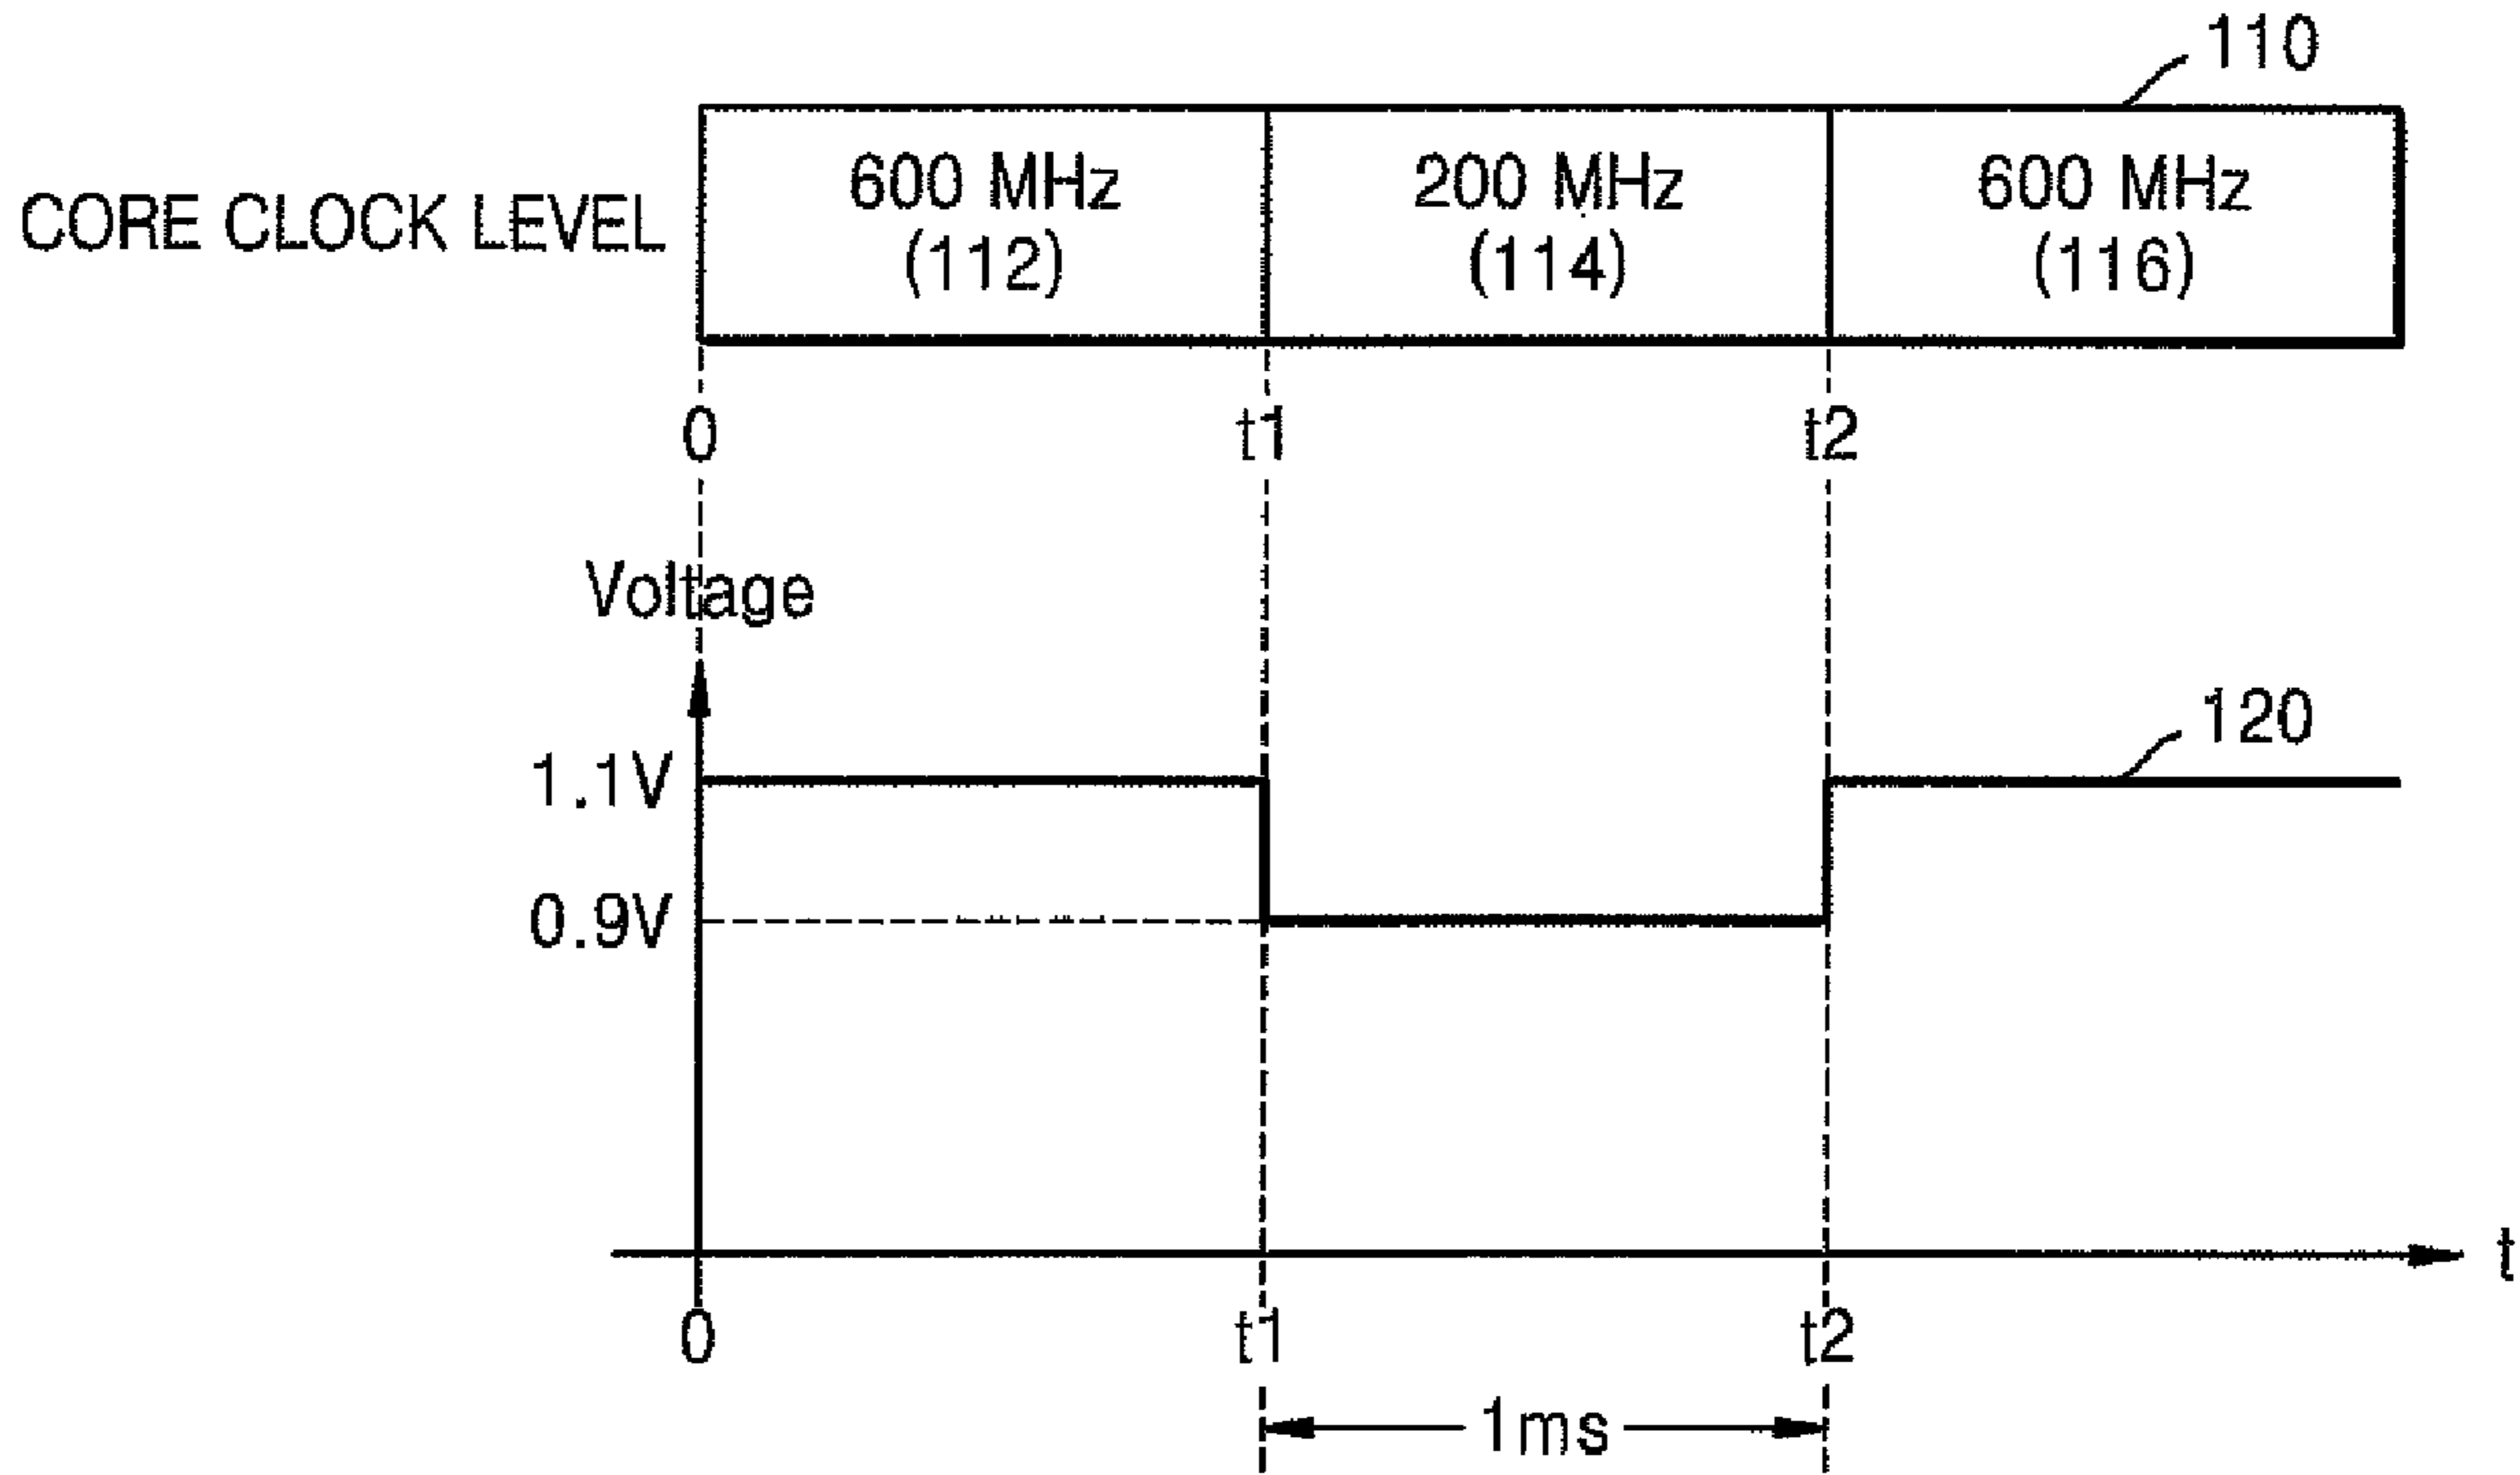 110
CORE CLOCK LEVEL
600 MHz
(112)
200 MHz
(114)
600 MHz
(116)
0
t1
t2
Voltage
120
1.1V
0.9V
t
0
t1
t2
1ms